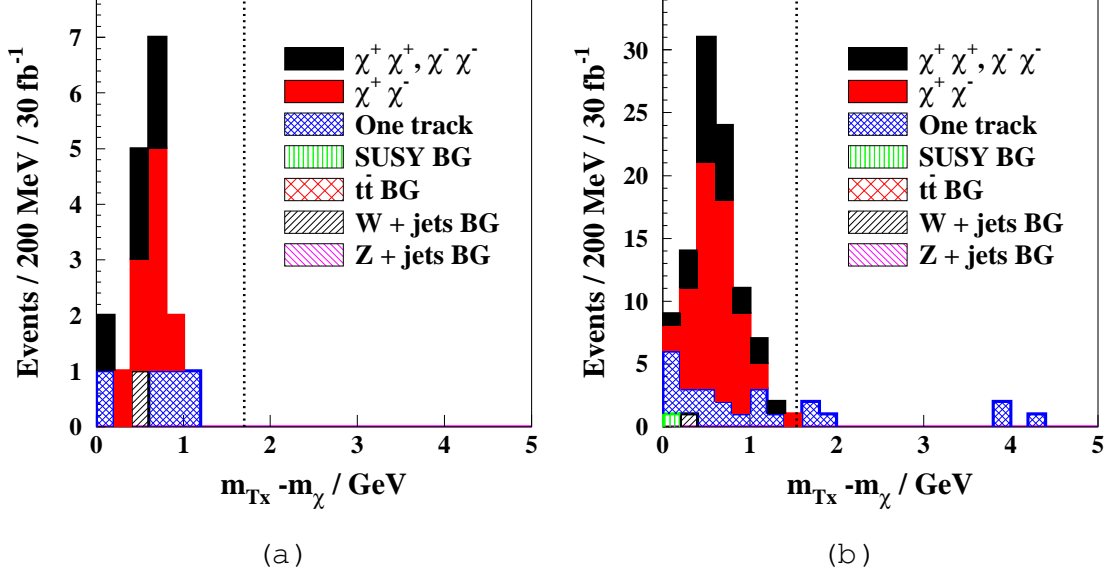 Events / 200 MeV / 30 fb⁻¹
7
6
5
4
3
2
1
0
0 1 2 3 4 5
χ⁺ χ⁺, χ⁻ χ⁻
χ⁺ χ⁻
One track
SUSY BG
tt̄ BG
W + jets BG
Z + jets BG
m_Tx -m_χ / GeV
(a)
Events / 200 MeV / 30 fb⁻¹
30
25
20
15
10
5
0
0 1 2 3 4 5
χ⁺ χ⁺, χ⁻ χ⁻
χ⁺ χ⁻
One track
SUSY BG
tt̄ BG
W + jets BG
Z + jets BG
m_Tx -m_χ / GeV
(b)